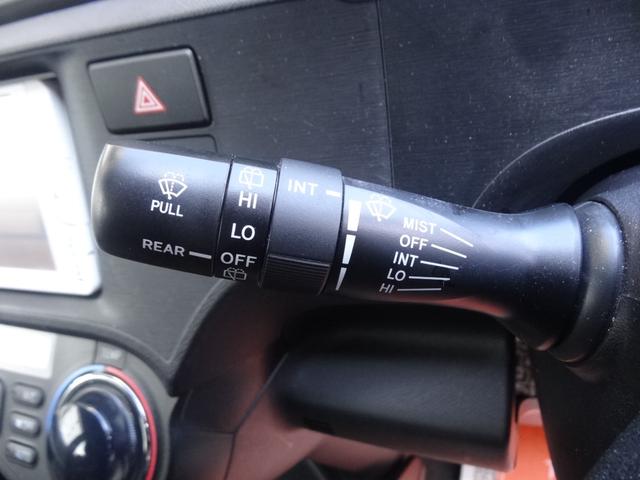 PULL
REAR
HI
LO
OFF
INT
MIST
OFF
INT
LO
HI